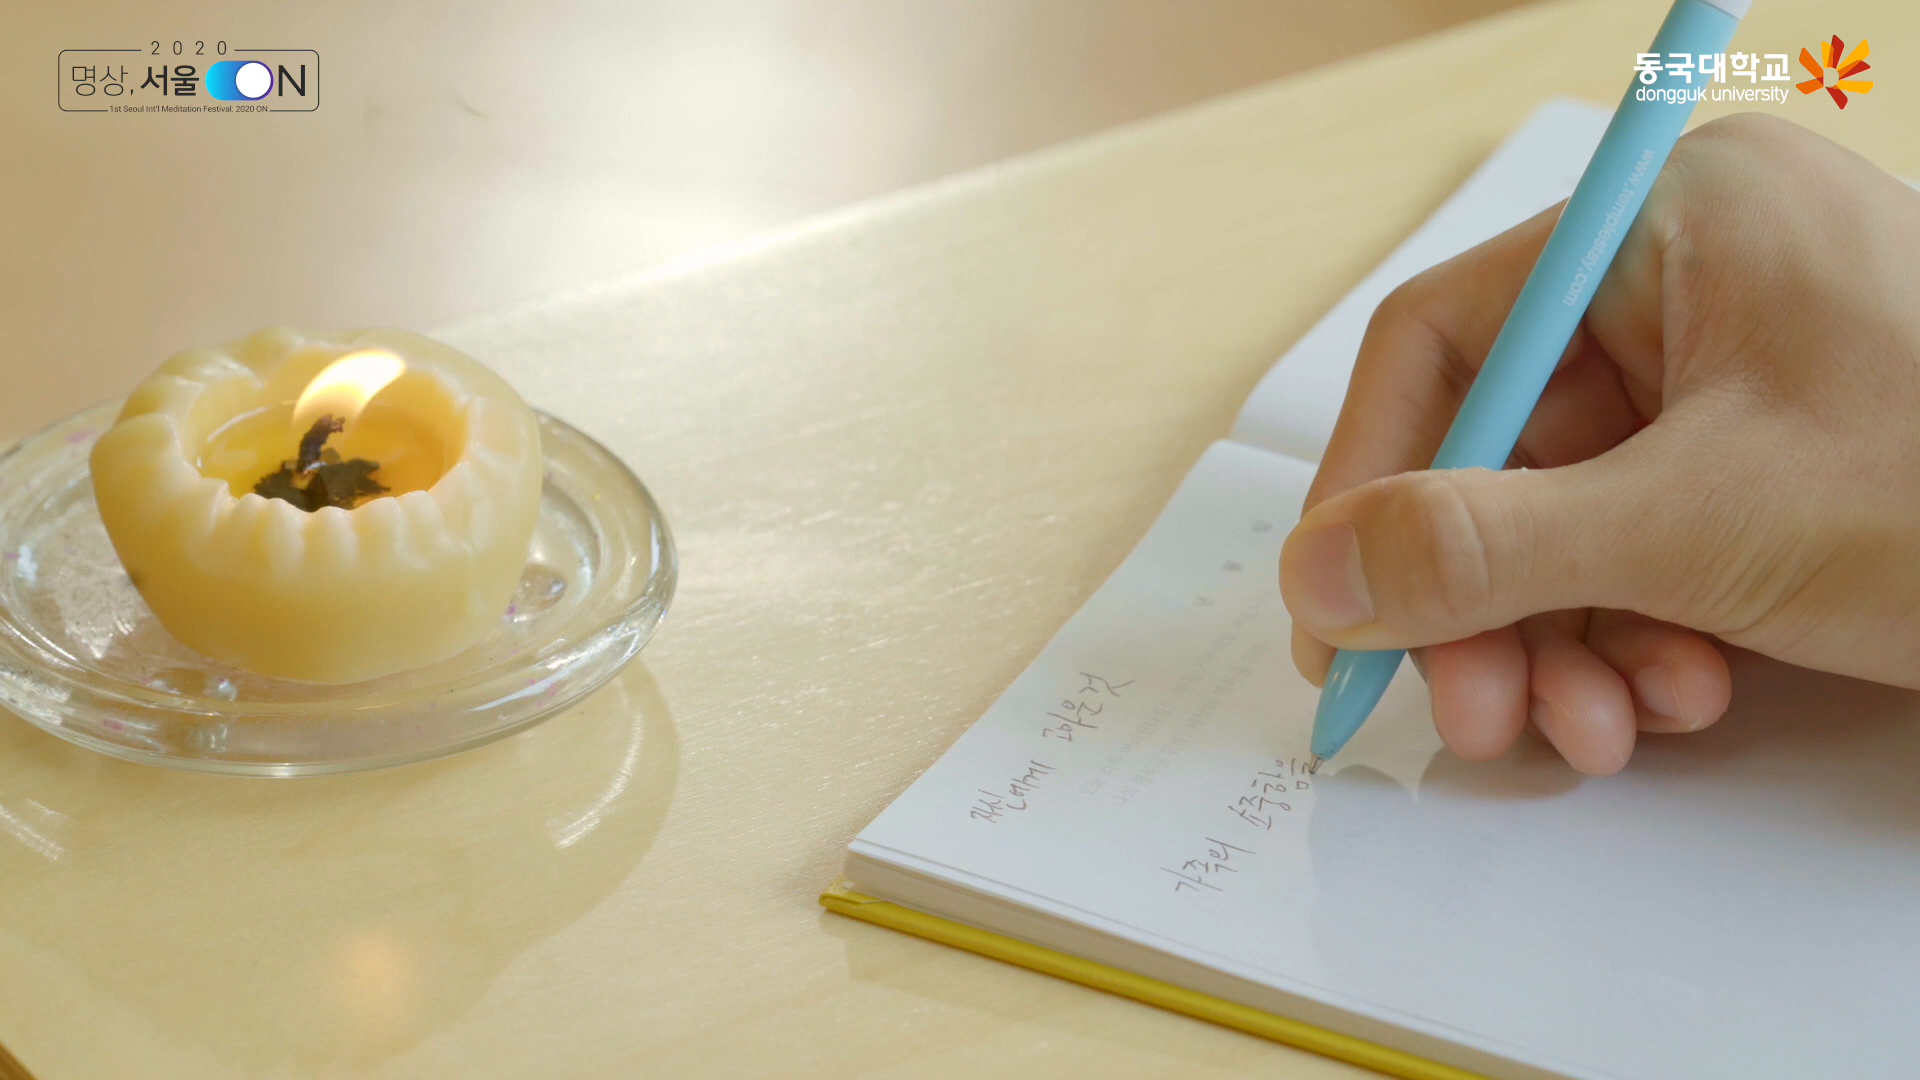 2020
명상, 서울 ON
1st Seoul Int'l Meditation Festival: 2020 ON
동국대학교
dongguk university
www.templestay.com
자신에게 고마운것
가족의 소중함을